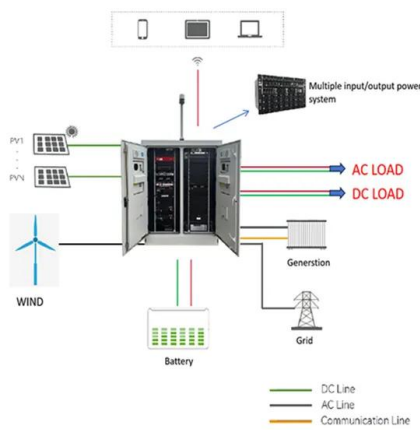 Multiple input/output power
system
PV1
PVN
AC LOAD
DC LOAD
WIND
Generstion
Battery
Grid
DC Line
AC Line
Communication Line